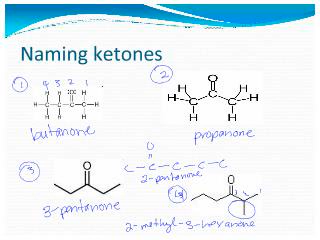 Naming ketones
① 4 3 2 1
②
H H :O: H
H-C-C-C-C-H
H H H
butanone
O
H C H
H C C H
H H
propanone
③
O
3-pentanone
O
C-C-C-C-C
2-pentanone
④
O
2-methyl-3-hexanone